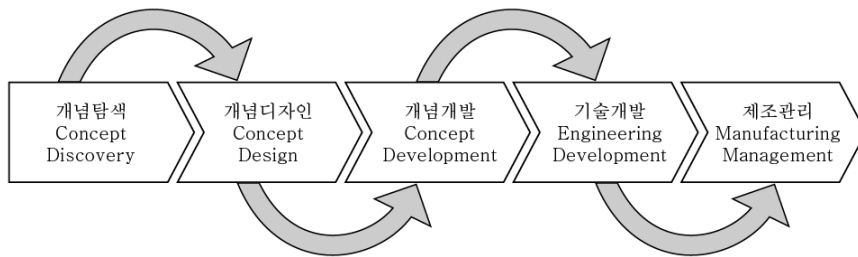 개념탐색
Concept
Discovery
개념디자인
Concept
Design
개념개발
Concept
Development
기술개발
Engineering
Development
제조관리
Manufacturing
Management